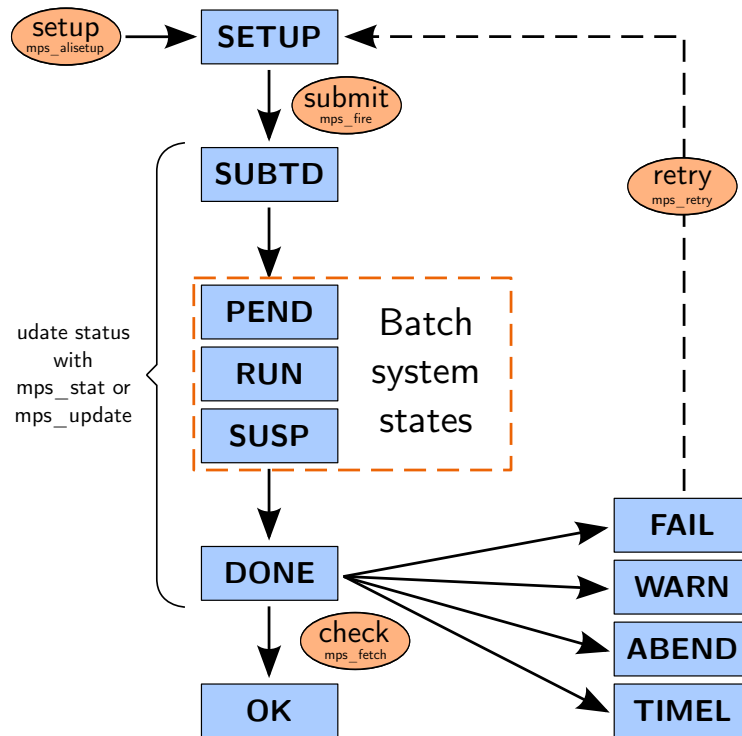 setup
mps_alisetup
SETUP
submit
mps_fire
SUBTD
retry
mps_retry
PEND
RUN
SUSP
Batch
system
states
udate status
with
mps_stat or
mps_update
DONE
check
mps_fetch
OK
FAIL
WARN
ABEND
TIMEL